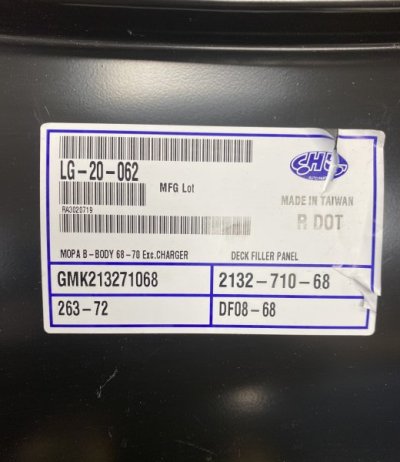 LG-20-062
MFG Lot
RA3020719
MADE IN TAIWAN
R DOT
MOPA B-BODY 68-70 Exc.CHARGER DECK FILLER PANEL
GMK213271068 2132-710-68
263-72 DF08-68